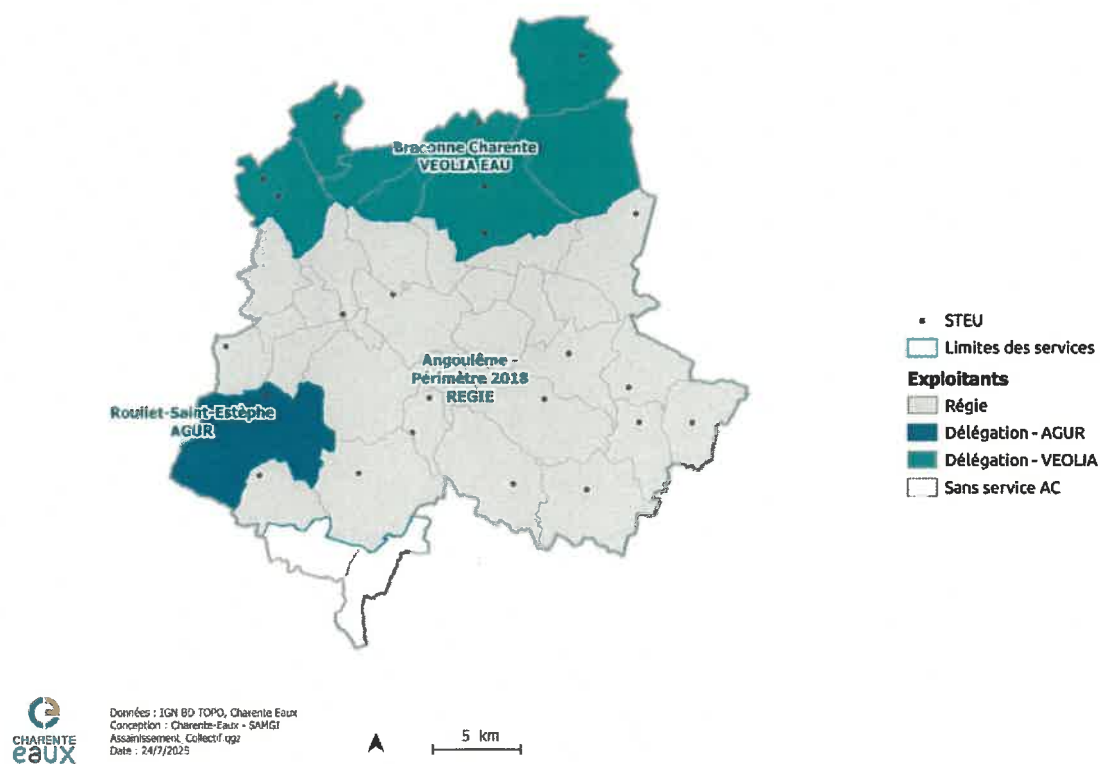 Braconne Charente
VEOLIA EAU
Angoulême -
Périmètre 2018
REGIE
Roullet-Saint-Estèphe
AGUR
STEU
Limites des services
Exploitants
Régie
Délégation - AGUR
Délégation - VEOLIA
Sans service AC
CHARENTE
eaux
Données : IGN BD TOPO, Charente Eaux
Conception : Charente-Eaux - SAMGI
Assainissement_Collectif.qgz
Date : 24/7/2025
5 km